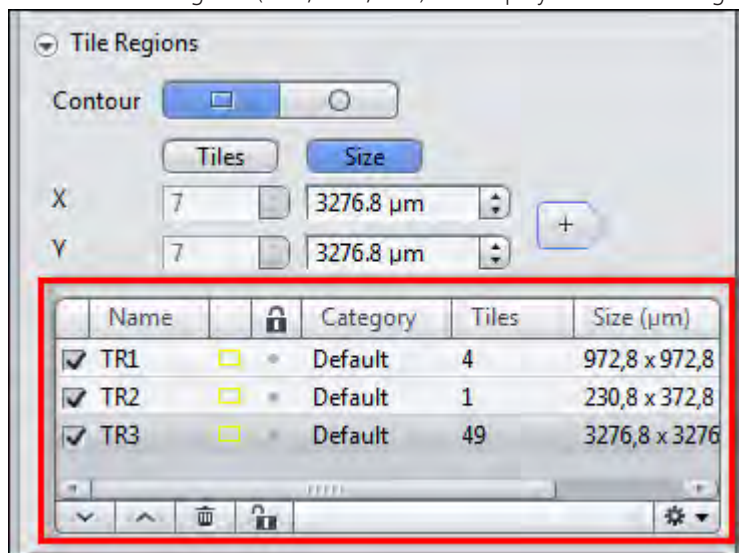 Tile Regions
Contour
Tiles Size
X 7 3276.8 µm
+
Y 7 3276.8 µm
Name Category Tiles Size (µm)
TR1 Default 4 972,8 x 972,8
TR2 Default 1 230,8 x 372,8
TR3 Default 49 3276,8 x 3276